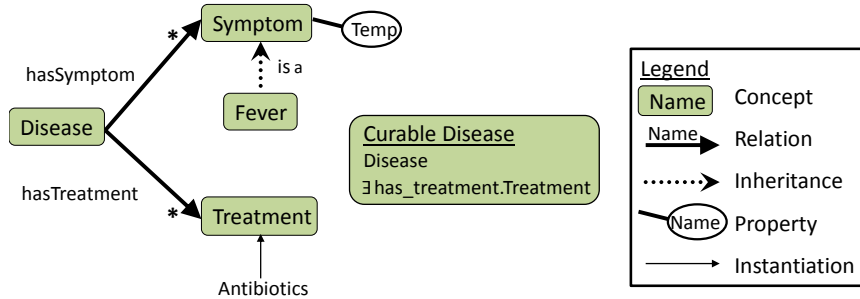 Symptom
Temp
*
hasSymptom
is a
Disease
Fever
Curable Disease
Disease
∃ has_treatment.Treatment
hasTreatment
*
Treatment
Antibiotics
Legend
Name
Concept
Name
Relation
Inheritance
Name
Property
Instantiation